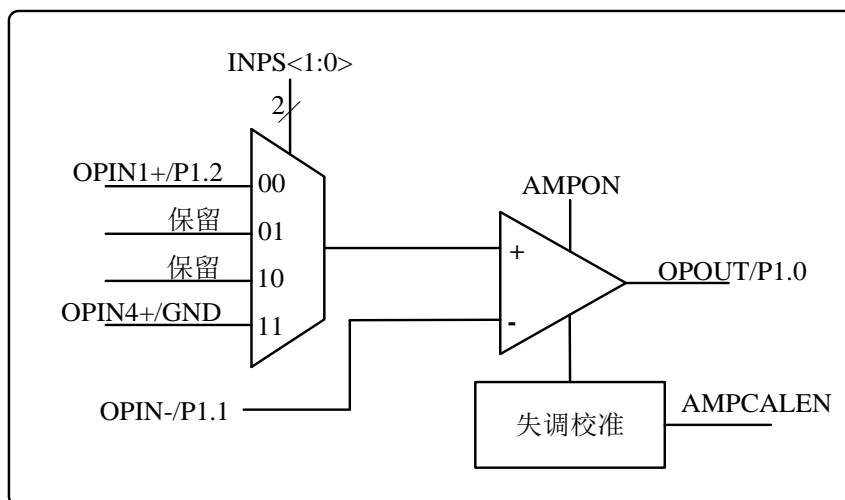 INPS<1:0>
2
OPIN1+/P1.2
00
AMPON
保留
01
+
保留
10
OPOUT/P1.0
OPIN4+/GND
11
-
OPIN-/P1.1
失调校准
AMPCALEN